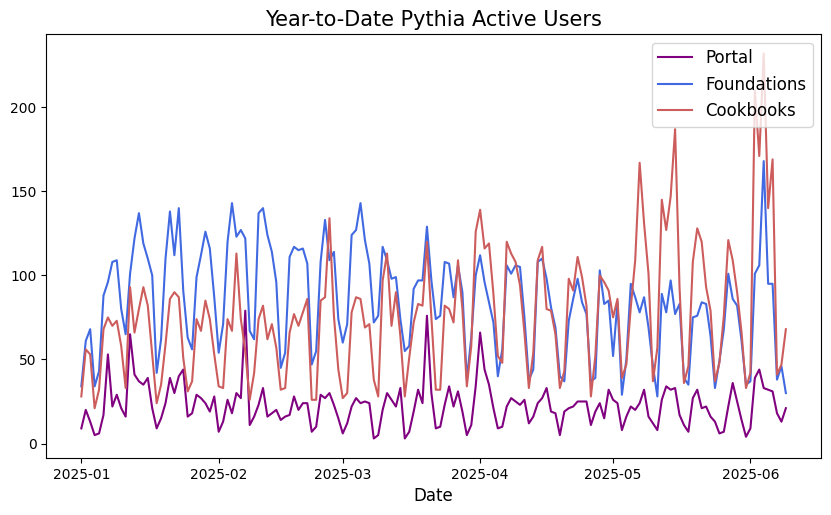 Year-to-Date Pythia Active Users
Portal
Foundations
Cookbooks
200
150
100
50
0
2025-01 2025-02 2025-03 2025-04 2025-05 2025-06
Date